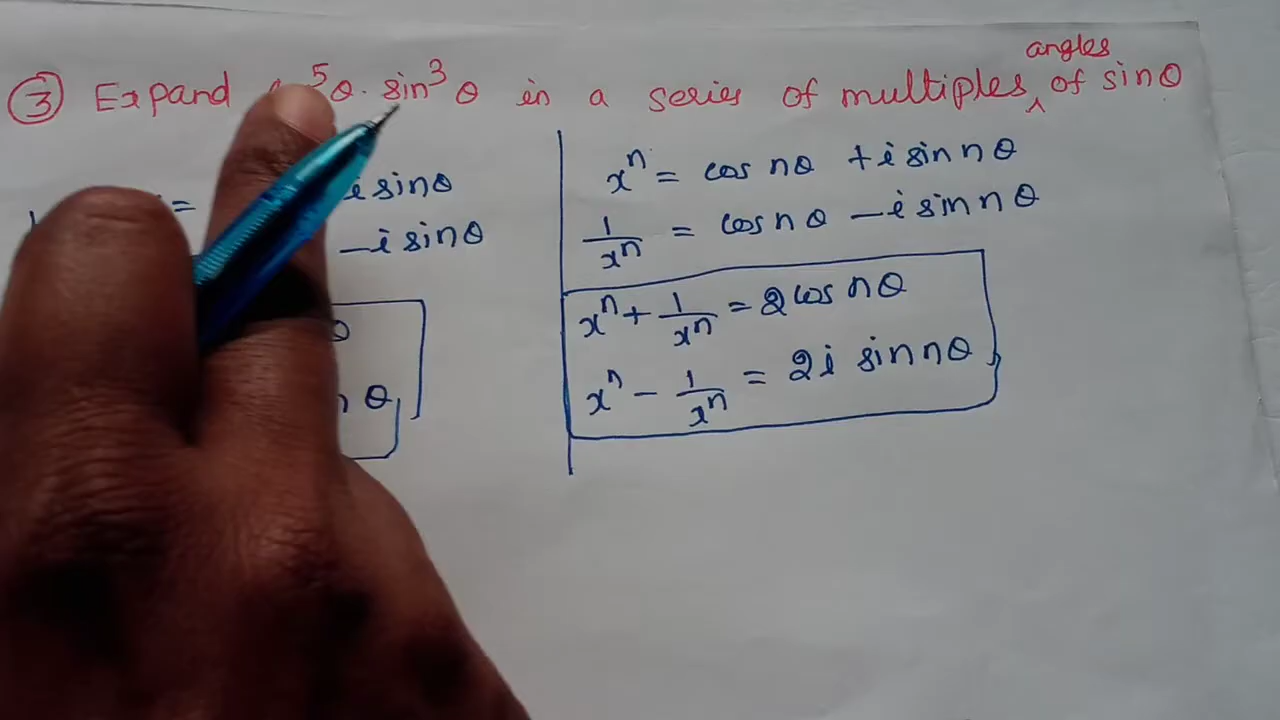 angles
③ Expand ⁵θ · sin³ θ in a series of multiples ‸ of sinθ
= i sinθ
- i sinθ
θ
θ
xⁿ = cos nθ + i sin nθ
1/xⁿ = cos nθ - i sin nθ
xⁿ + 1/xⁿ = 2 cos nθ
xⁿ - 1/xⁿ = 2i sin nθ